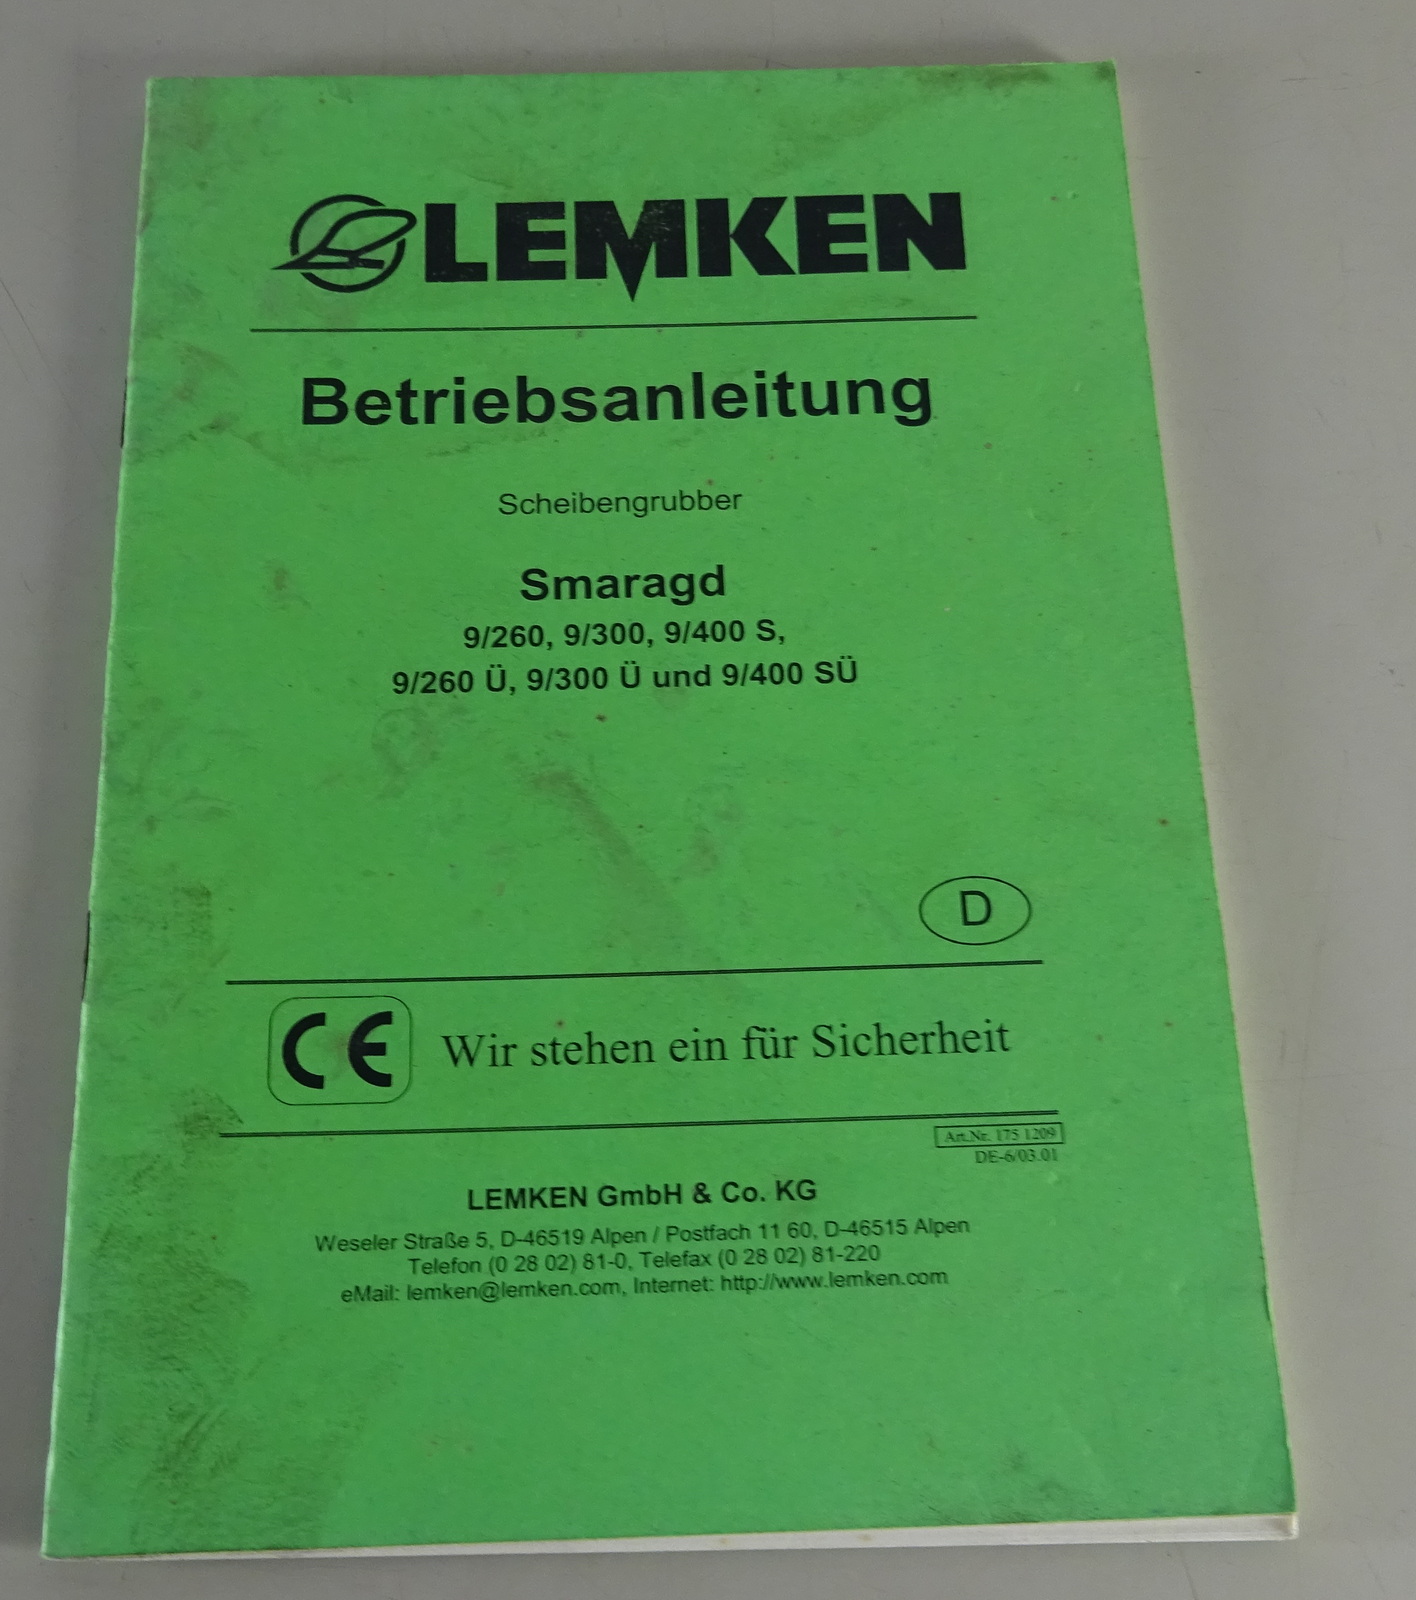 LEMKEN
Betriebsanleitung
Scheibengrubber
Smaragd
9/260, 9/300, 9/400 S,
9/260 Ü, 9/300 Ü und 9/400 SÜ
D
CE Wir stehen ein für Sicherheit
Art.Nr. 175 1209
DE-6/03.01
LEMKEN GmbH & Co. KG
Weseler Straße 5, D-46519 Alpen / Postfach 11 60, D-46515 Alpen
Telefon (0 28 02) 81-0, Telefax (0 28 02) 81-220
eMail: lemken@lemken.com, Internet: http://www.lemken.com